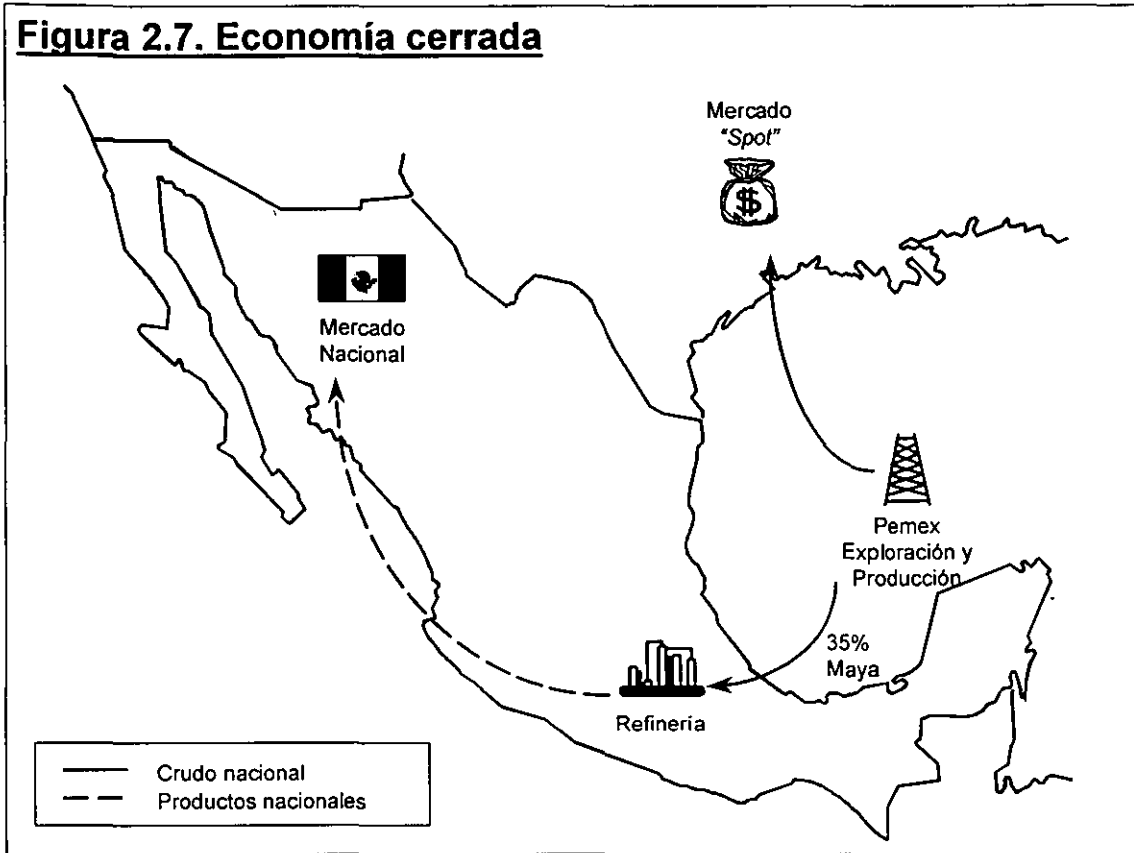 Figura 2.7. Economía cerrada
Mercado
"Spot"
$
Mercado
Nacional
Pemex
Exploración y
Producción
35%
Maya
Refinería
Crudo nacional
Productos nacionales